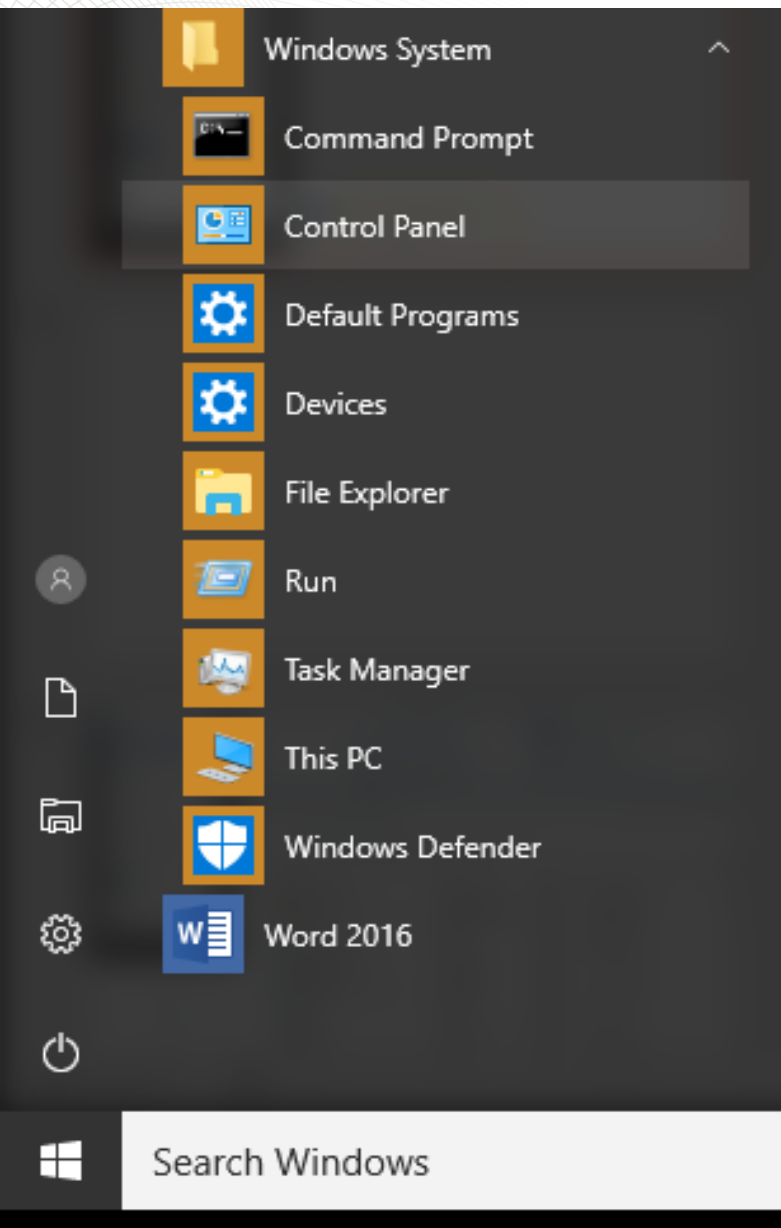 Windows System
Command Prompt
Control Panel
Default Programs
Devices
File Explorer
Run
Task Manager
This PC
Windows Defender
Word 2016
Search Windows